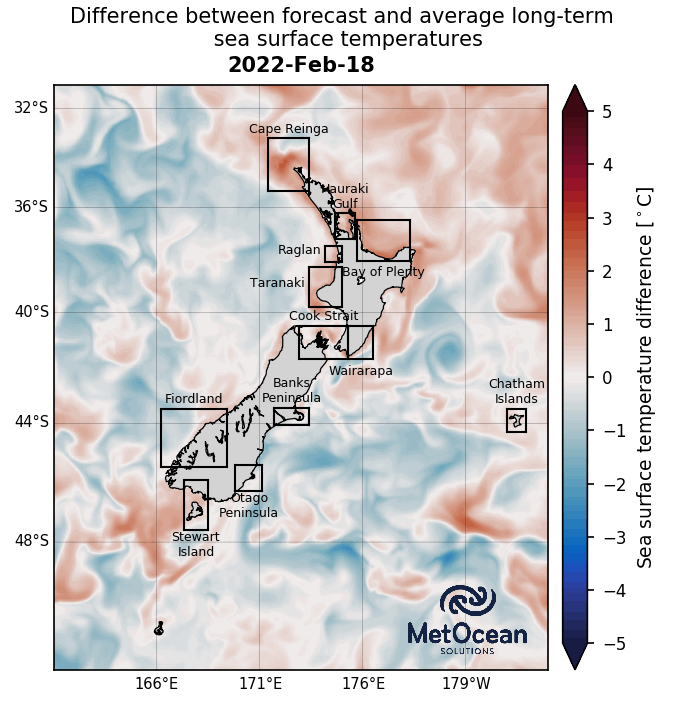 Difference between forecast and average long-term
sea surface temperatures
2022-Feb-18
32°S
36°S
40°S
44°S
48°S
Cape Reinga
Hauraki
Gulf
Raglan
Bay of Plenty
Taranaki
Cook Strait
Wairarapa
Banks
Peninsula
Fiordland
Chatham
Islands
Otago
Peninsula
Stewart
Island
MetOcean
SOLUTIONS
166°E
171°E
176°E
179°W
5
4
3
2
1
0
−1
−2
−3
−4
−5
Sea surface temperature difference [°C]